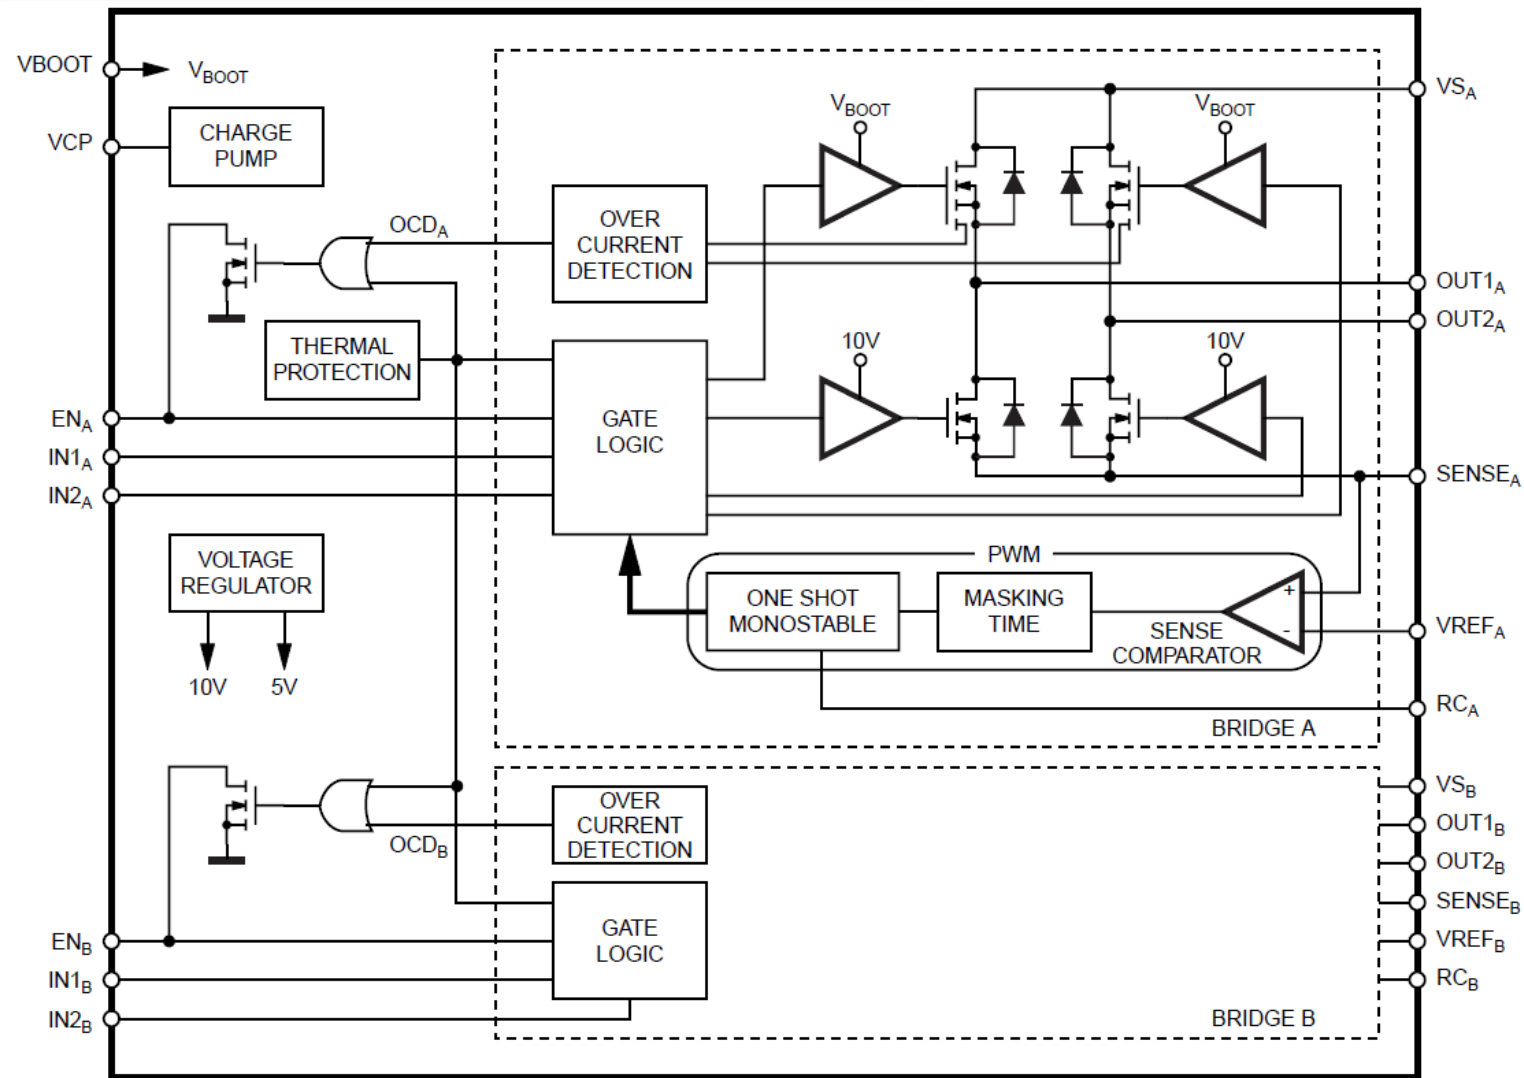 VBOOT
VBOOT
VCP
CHARGE
PUMP
VBOOT
VBOOT
VSA
OCDA
OVER
CURRENT
DETECTION
OUT1A
OUT2A
THERMAL
PROTECTION
10V
10V
ENA
IN1A
IN2A
GATE
LOGIC
SENSEA
VOLTAGE
REGULATOR
10V
5V
PWM
ONE SHOT
MONOSTABLE
MASKING
TIME
+
-
SENSE
COMPARATOR
VREFA
RCA
BRIDGE A
OVER
CURRENT
DETECTION
OCDB
VSB
OUT1B
OUT2B
SENSEB
VREFB
RCB
ENB
IN1B
IN2B
GATE
LOGIC
BRIDGE B